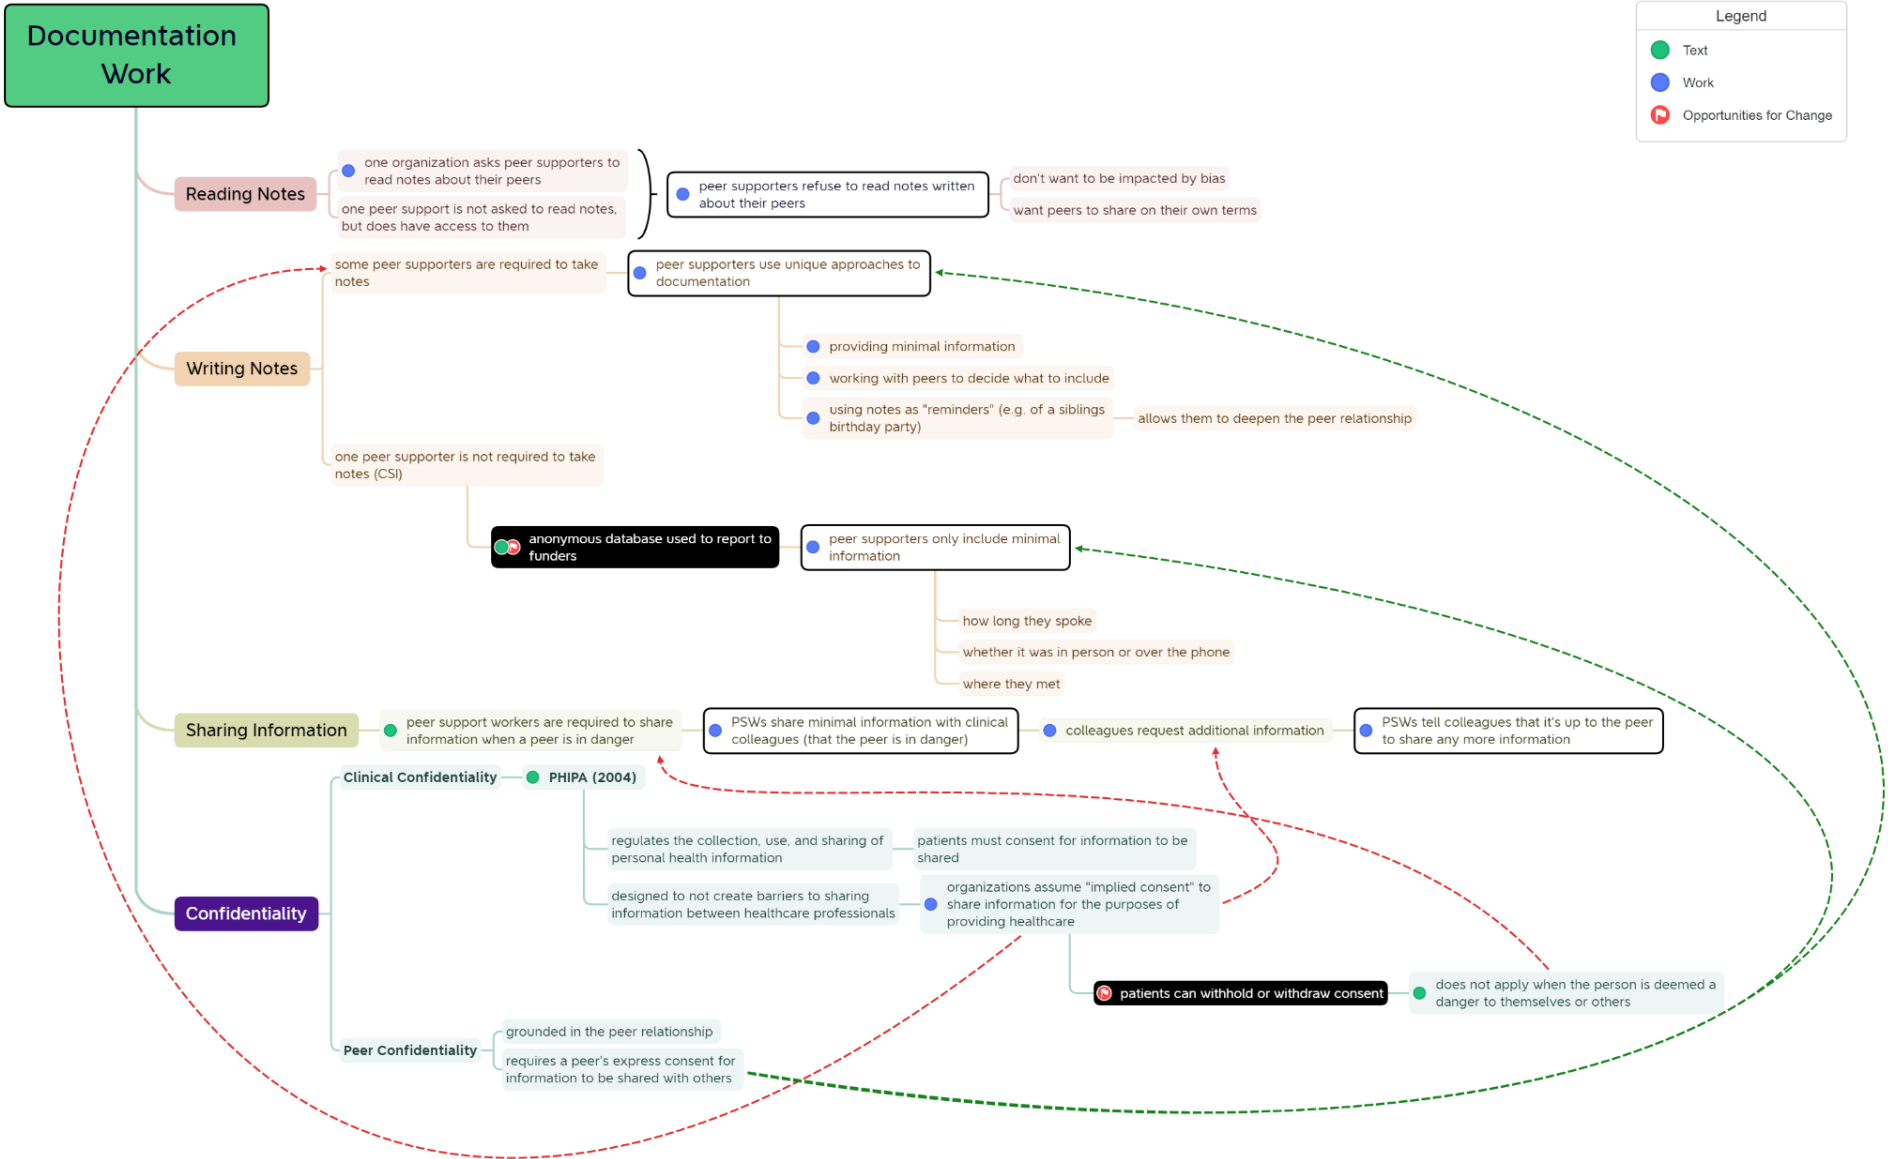 Documentation
Work
Legend
Text
Work
Opportunities for Change
Reading Notes
one organization asks peer supporters to
read notes about their peers
one peer support is not asked to read notes,
but does have access to them
peer supporters refuse to read notes written
about their peers
don't want to be impacted by bias
want peers to share on their own terms
Writing Notes
some peer supporters are required to take
notes
peer supporters use unique approaches to
documentation
providing minimal information
working with peers to decide what to include
using notes as "reminders" (e.g. of a siblings
birthday party)
allows them to deepen the peer relationship
one peer supporter is not required to take
notes (CSI)
anonymous database used to report to
funders
peer supporters only include minimal
information
how long they spoke
whether it was in person or over the phone
where they met
Sharing Information
peer support workers are required to share
information when a peer is in danger
PSWs share minimal information with clinical
colleagues (that the peer is in danger)
colleagues request additional information
PSWs tell colleagues that it's up to the peer
to share any more information
Confidentiality
Clinical Confidentiality
PHIPA (2004)
regulates the collection, use, and sharing of
personal health information
patients must consent for information to be
shared
designed to not create barriers to sharing
information between healthcare professionals
organizations assume "implied consent" to
share information for the purposes of
providing healthcare
patients can withhold or withdraw consent
does not apply when the person is deemed a
danger to themselves or others
Peer Confidentiality
grounded in the peer relationship
requires a peer's express consent for
information to be shared with others